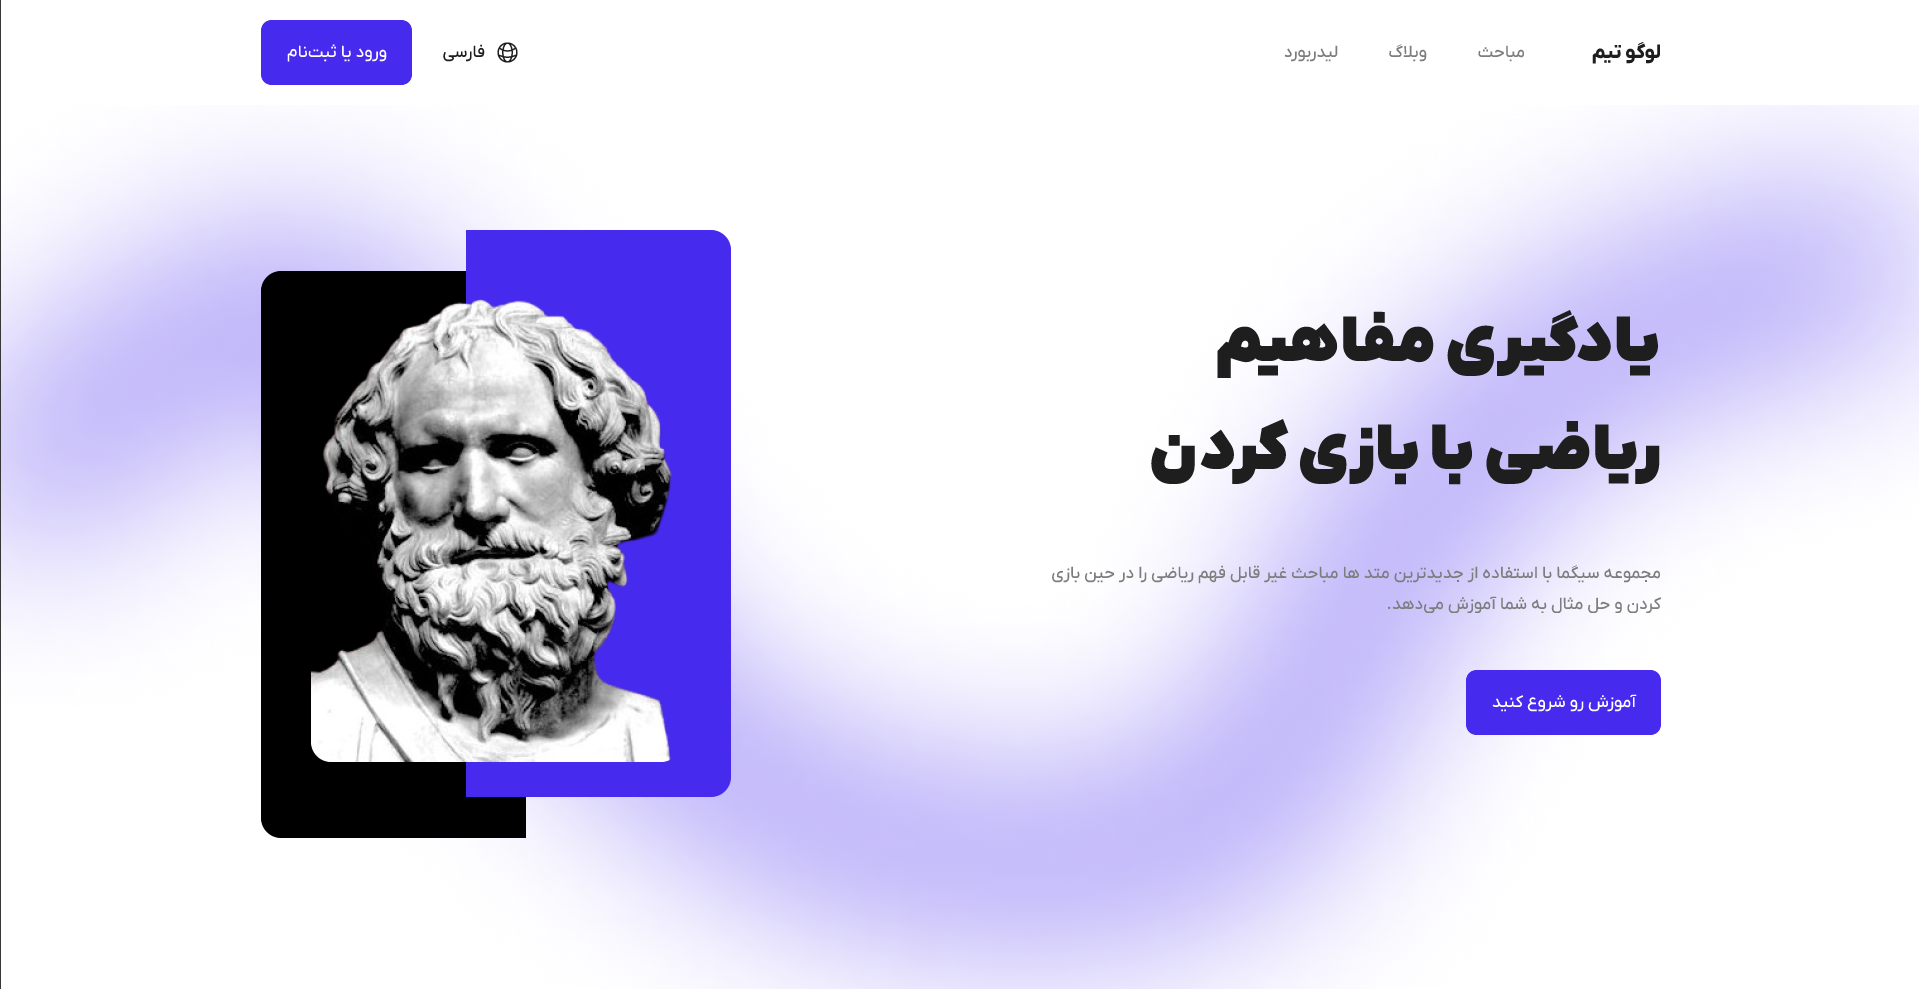 لوگو تیم
مباحث
وبلاگ
لیدربورد
فارسی
ورود یا ثبت‌نام
یادگیری مفاهیم
ریاضی با بازی کردن
مجموعه سیگما با استفاده از جدیدترین متد ها مباحث غیر قابل فهم ریاضی را در حین بازی
کردن و حل مثال به شما آموزش می‌دهد.
آموزش رو شروع کنید